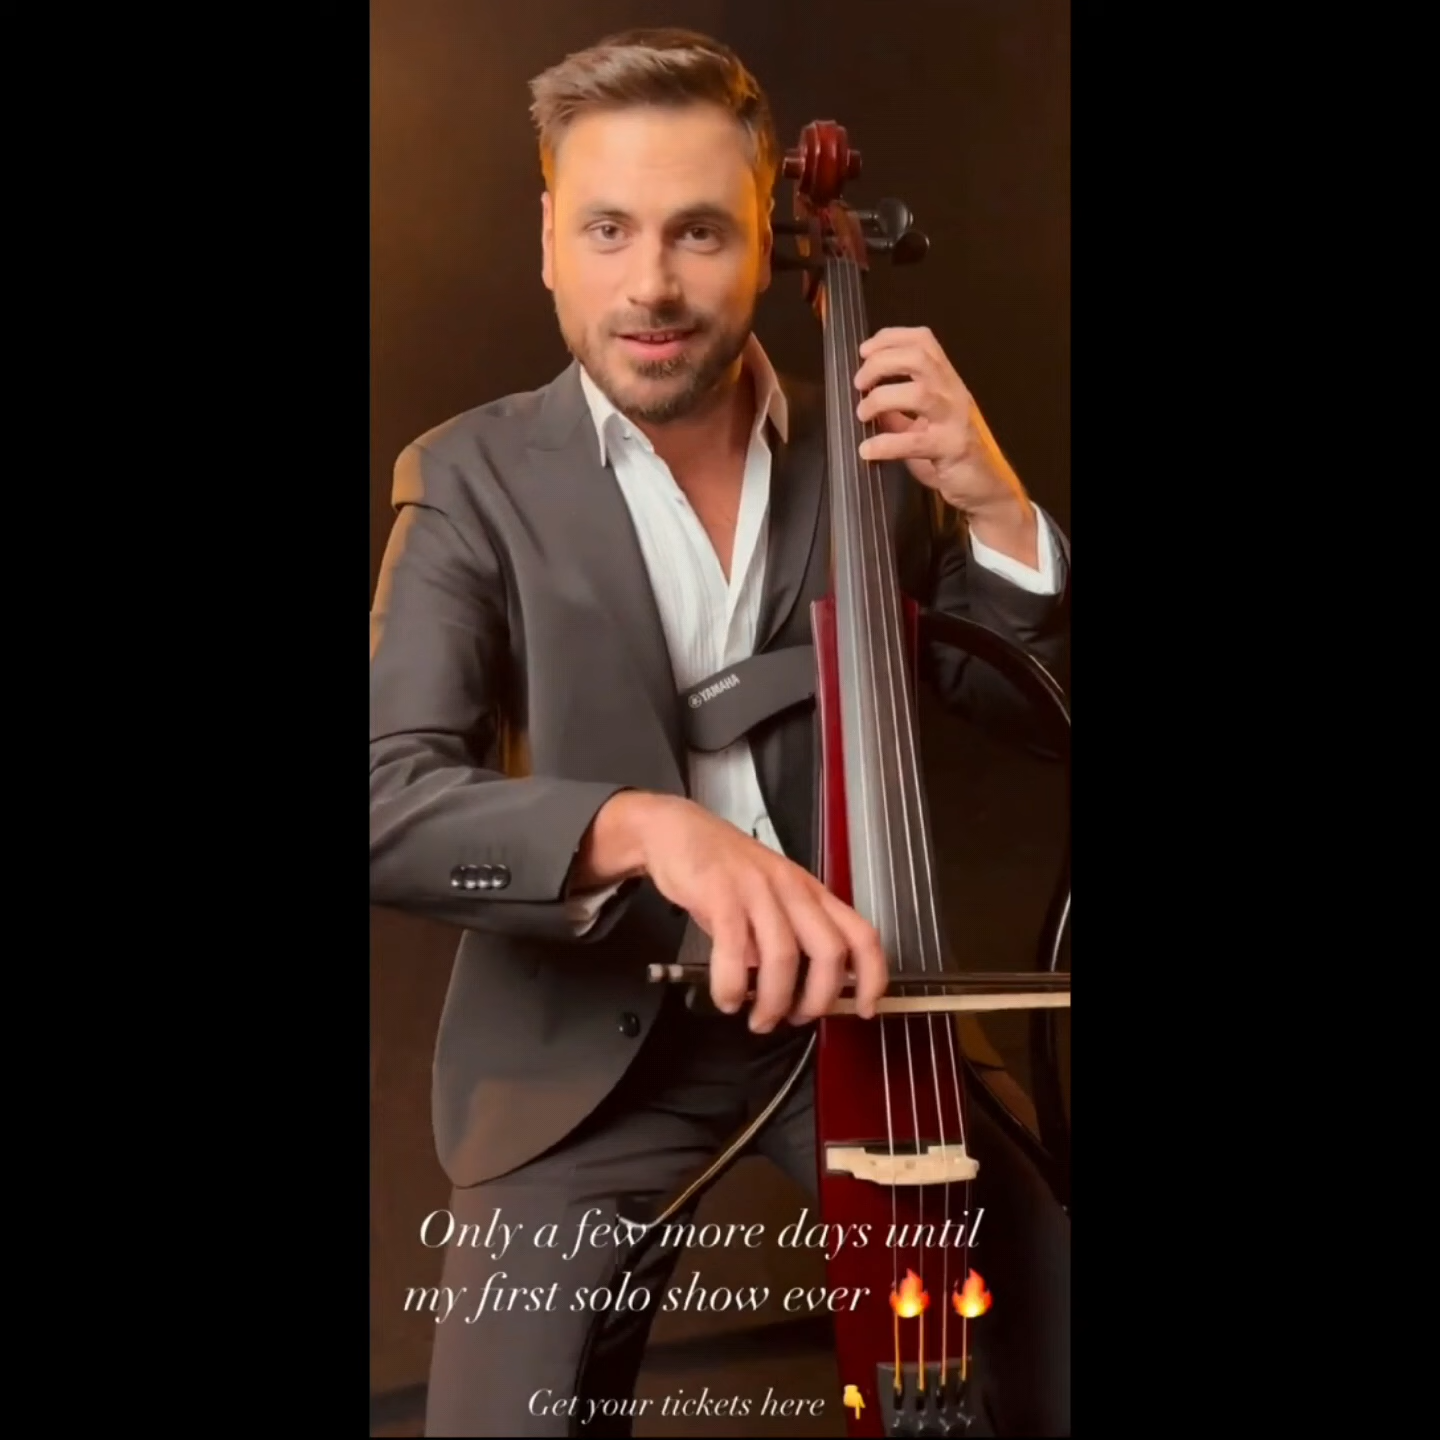 YAMAHA
Only a few more days until
my first solo show ever 🔥 🔥
Get your tickets here 👇